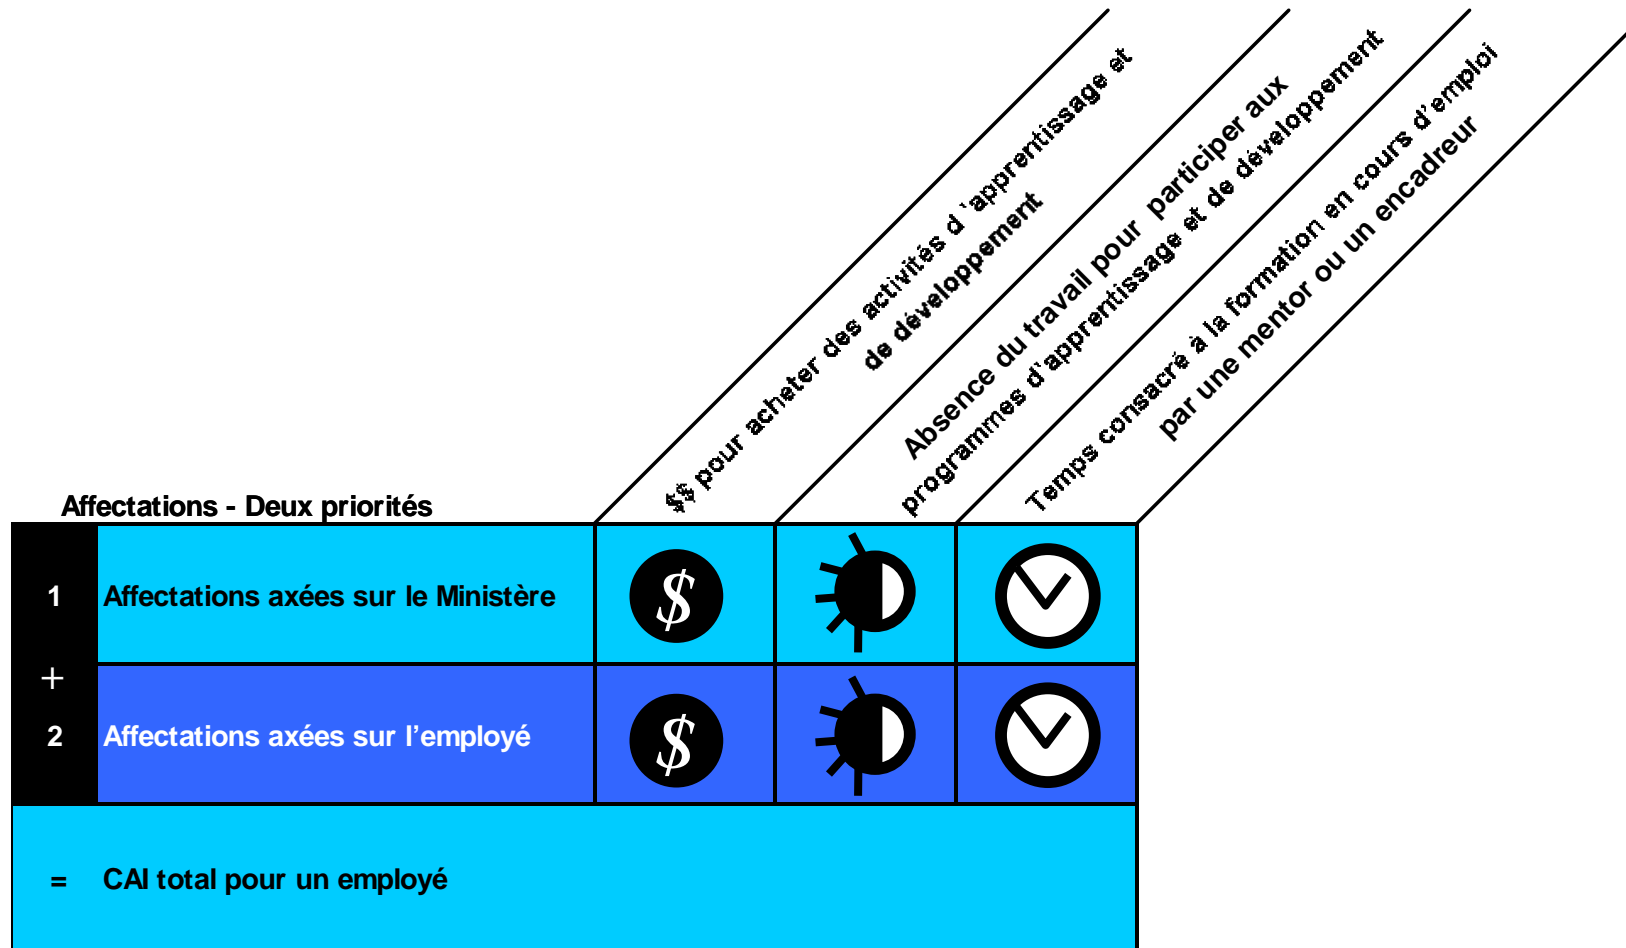 $$ pour acheter des activités d `apprentissage et
de développement
Absence du travail pour participer aux
programmes d`apprentissage et de développement
Temps consacré à la formation en cours d'emploi
par une mentor ou un encadreur
Affectations - Deux priorités
1 Affectations axées sur le Ministère $
+
2 Affectations axées sur l’employé $
= CAI total pour un employé